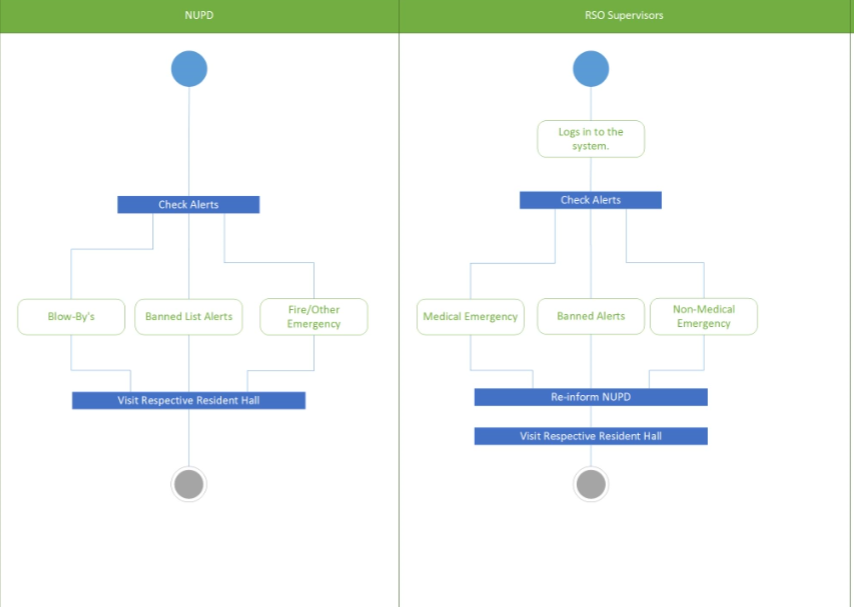 NUPD
RSO Supervisors
Logs in to the
system.
Check Alerts
Check Alerts
Blow-By's
Banned List Alerts
Fire/Other
Emergency
Medical Emergency
Banned Alerts
Non-Medical
Emergency
Visit Respective Resident Hall
Re-inform NUPD
Visit Respective Resident Hall